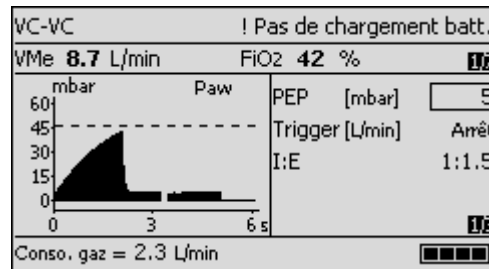 VC-VC ! Pas de chargement batt.
VMe 8.7 L/min FiO2 42 %
mbar Paw
60
45
30
15
0
0 3 6 s
PEP [mbar] 5
Trigger [L/min]
I:E 1:1.5
Conso. gaz = 2.3 L/min